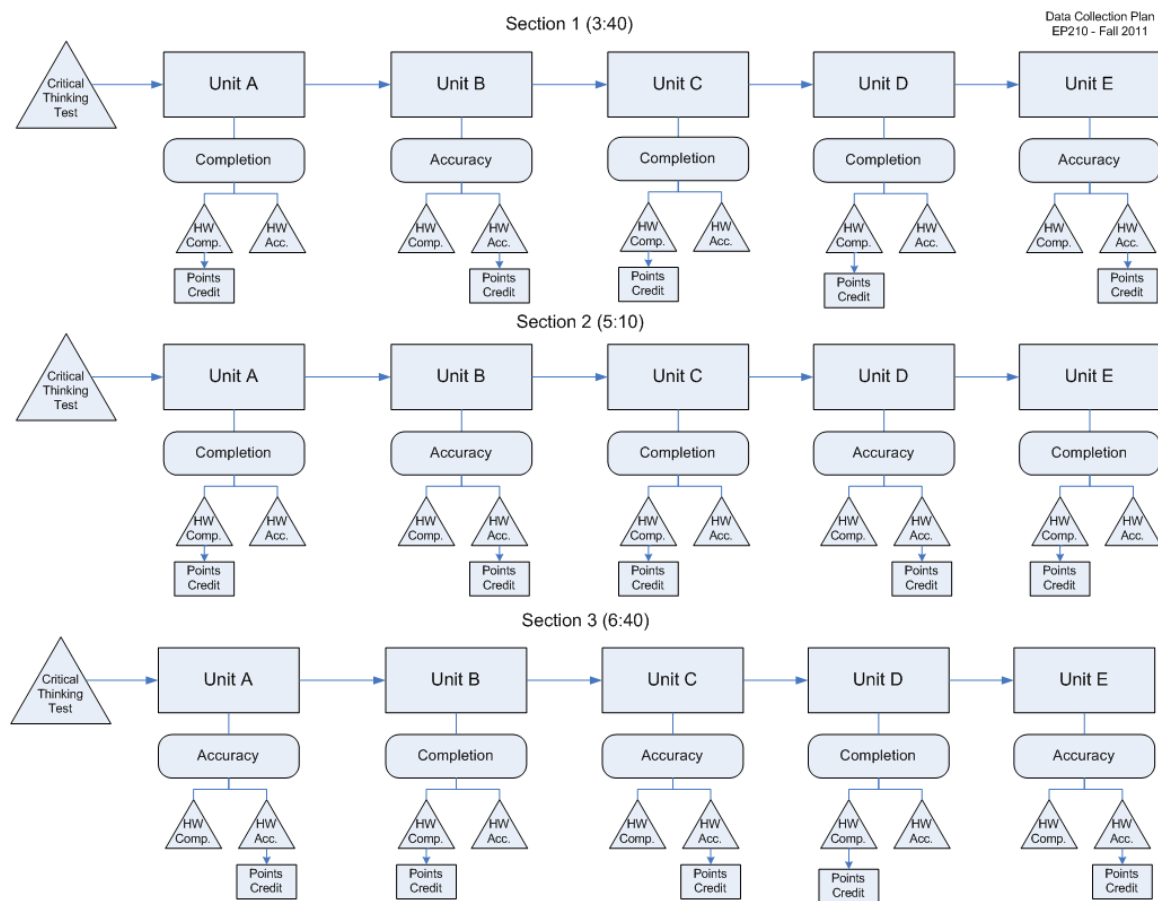 Section 1 (3:40)
Data Collection Plan
EP210 - Fall 2011
Critical
Thinking
Test
Unit A
Unit B
Unit C
Unit D
Unit E
Completion
Accuracy
Completion
Completion
Accuracy
HW
Comp.
HW
Acc.
HW
Comp.
HW
Acc.
HW
Comp.
HW
Acc.
HW
Comp.
HW
Acc.
HW
Comp.
HW
Acc.
Points
Credit
Points
Credit
Points
Credit
Points
Credit
Points
Credit
Section 2 (5:10)
Critical
Thinking
Test
Unit A
Unit B
Unit C
Unit D
Unit E
Completion
Accuracy
Completion
Accuracy
Completion
HW
Comp.
HW
Acc.
HW
Comp.
HW
Acc.
HW
Comp.
HW
Acc.
HW
Comp.
HW
Acc.
HW
Comp.
HW
Acc.
Points
Credit
Points
Credit
Points
Credit
Points
Credit
Points
Credit
Section 3 (6:40)
Critical
Thinking
Test
Unit A
Unit B
Unit C
Unit D
Unit E
Accuracy
Completion
Accuracy
Completion
Accuracy
HW
Comp.
HW
Acc.
HW
Comp.
HW
Acc.
HW
Comp.
HW
Acc.
HW
Comp.
HW
Acc.
HW
Comp.
HW
Acc.
Points
Credit
Points
Credit
Points
Credit
Points
Credit
Points
Credit